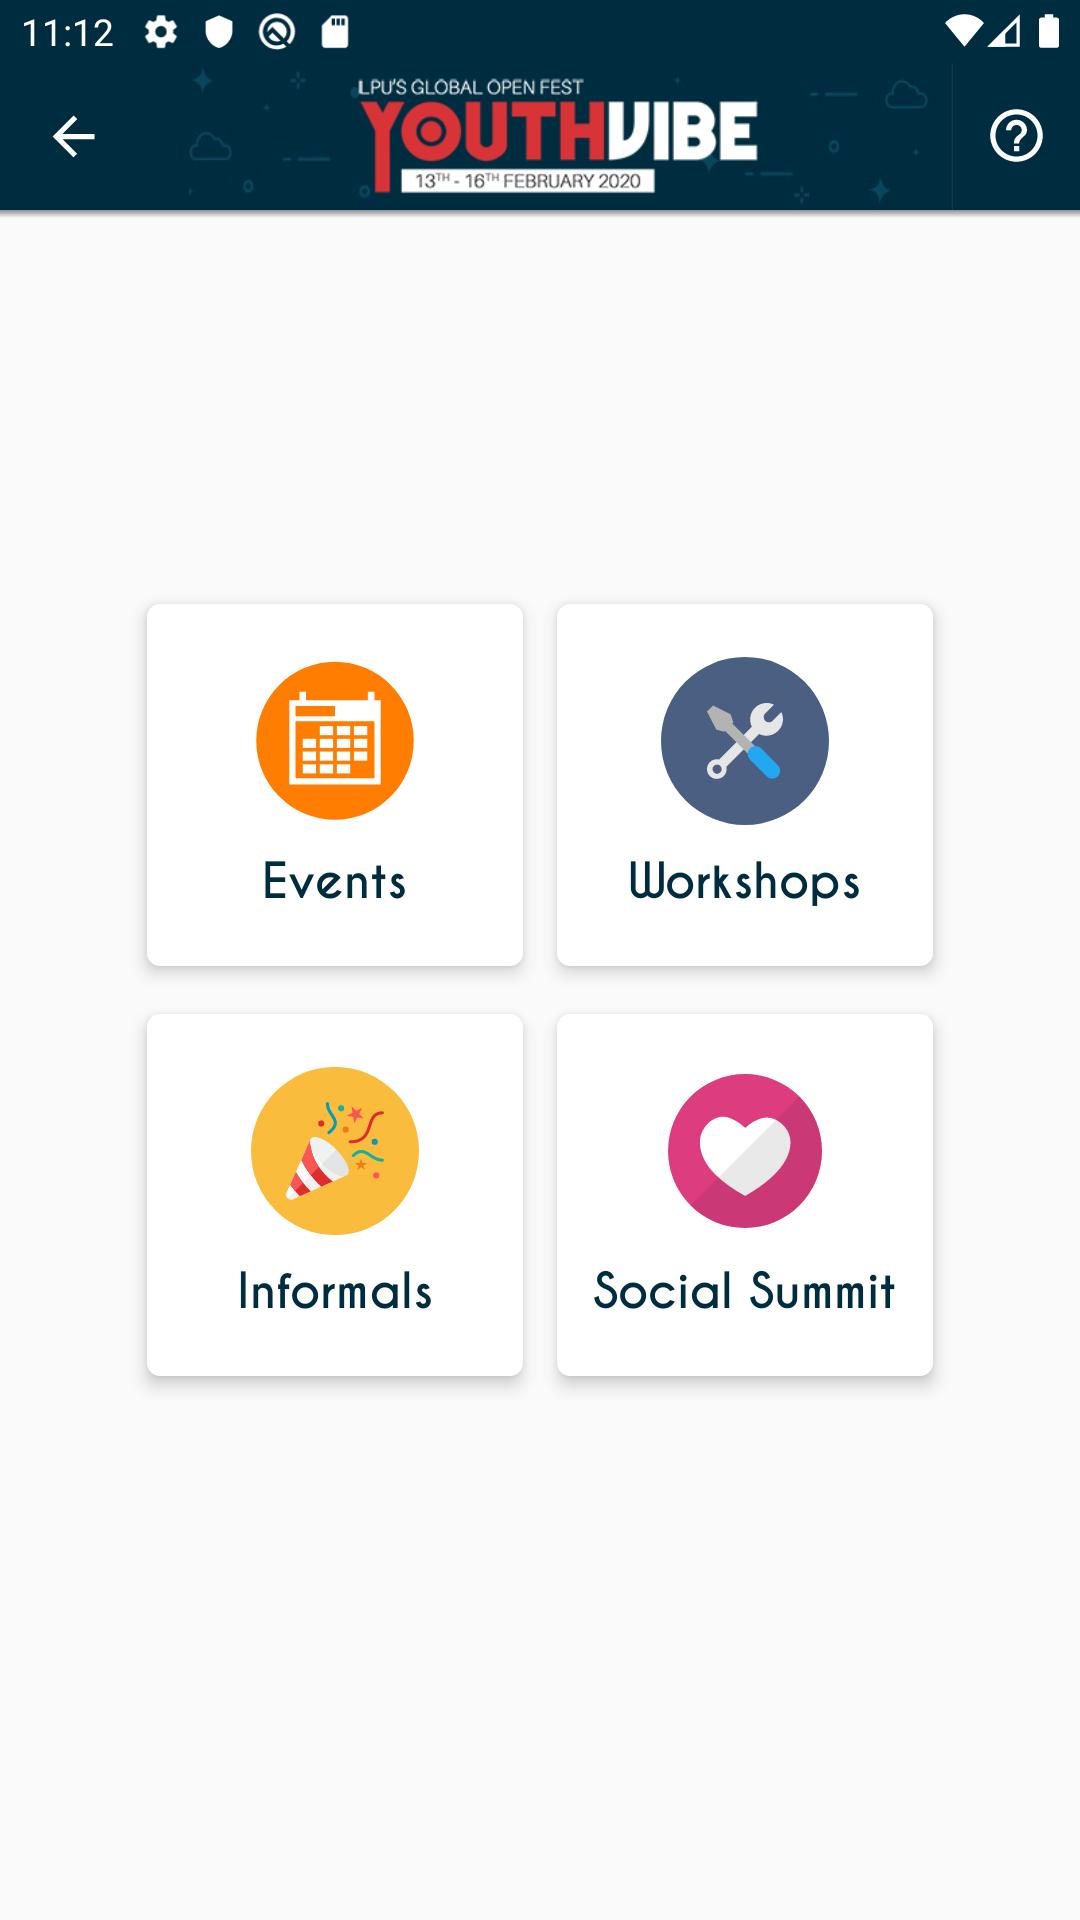 11:12
LPU'S GLOBAL OPEN FEST
YOUTHVIBE
13TH - 16TH FEBRUARY 2020
Events
Workshops
Informals
Social Summit